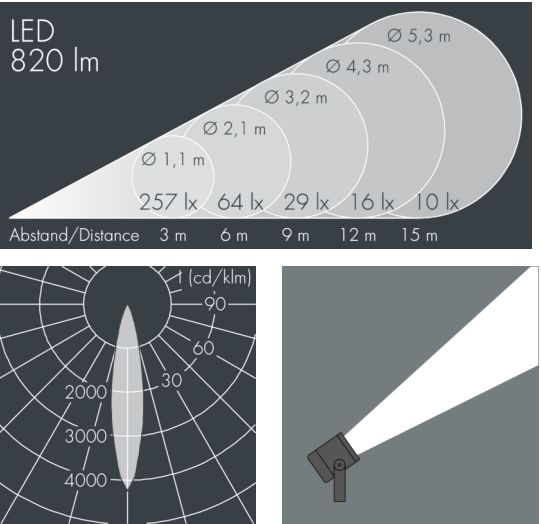 LED
820 lm
Ø 5,3 m
Ø 4,3 m
Ø 3,2 m
Ø 2,1 m
Ø 1,1 m
257 lx 64 lx 29 lx 16 lx 10 lx
Abstand/Distance 3 m 6 m 9 m 12 m 15 m
I (cd/klm)
90
60
30
2000
3000
4000